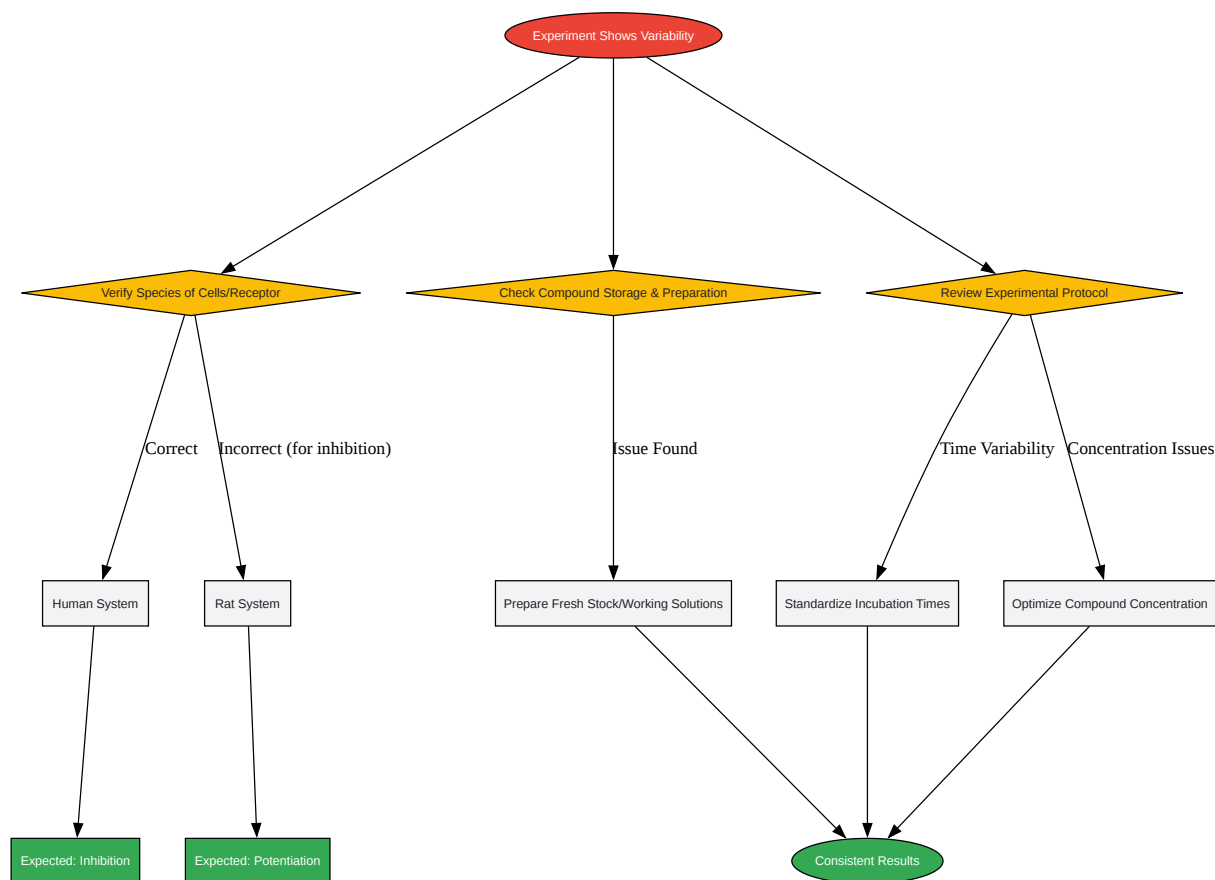 Experiment Shows Variability
Verify Species of Cells/Receptor
Check Compound Storage & Preparation
Review Experimental Protocol
Correct
Incorrect (for inhibition)
Issue Found
Time Variability
Concentration Issues
Human System
Rat System
Prepare Fresh Stock/Working Solutions
Standardize Incubation Times
Optimize Compound Concentration
Expected: Inhibition
Expected: Potentiation
Consistent Results